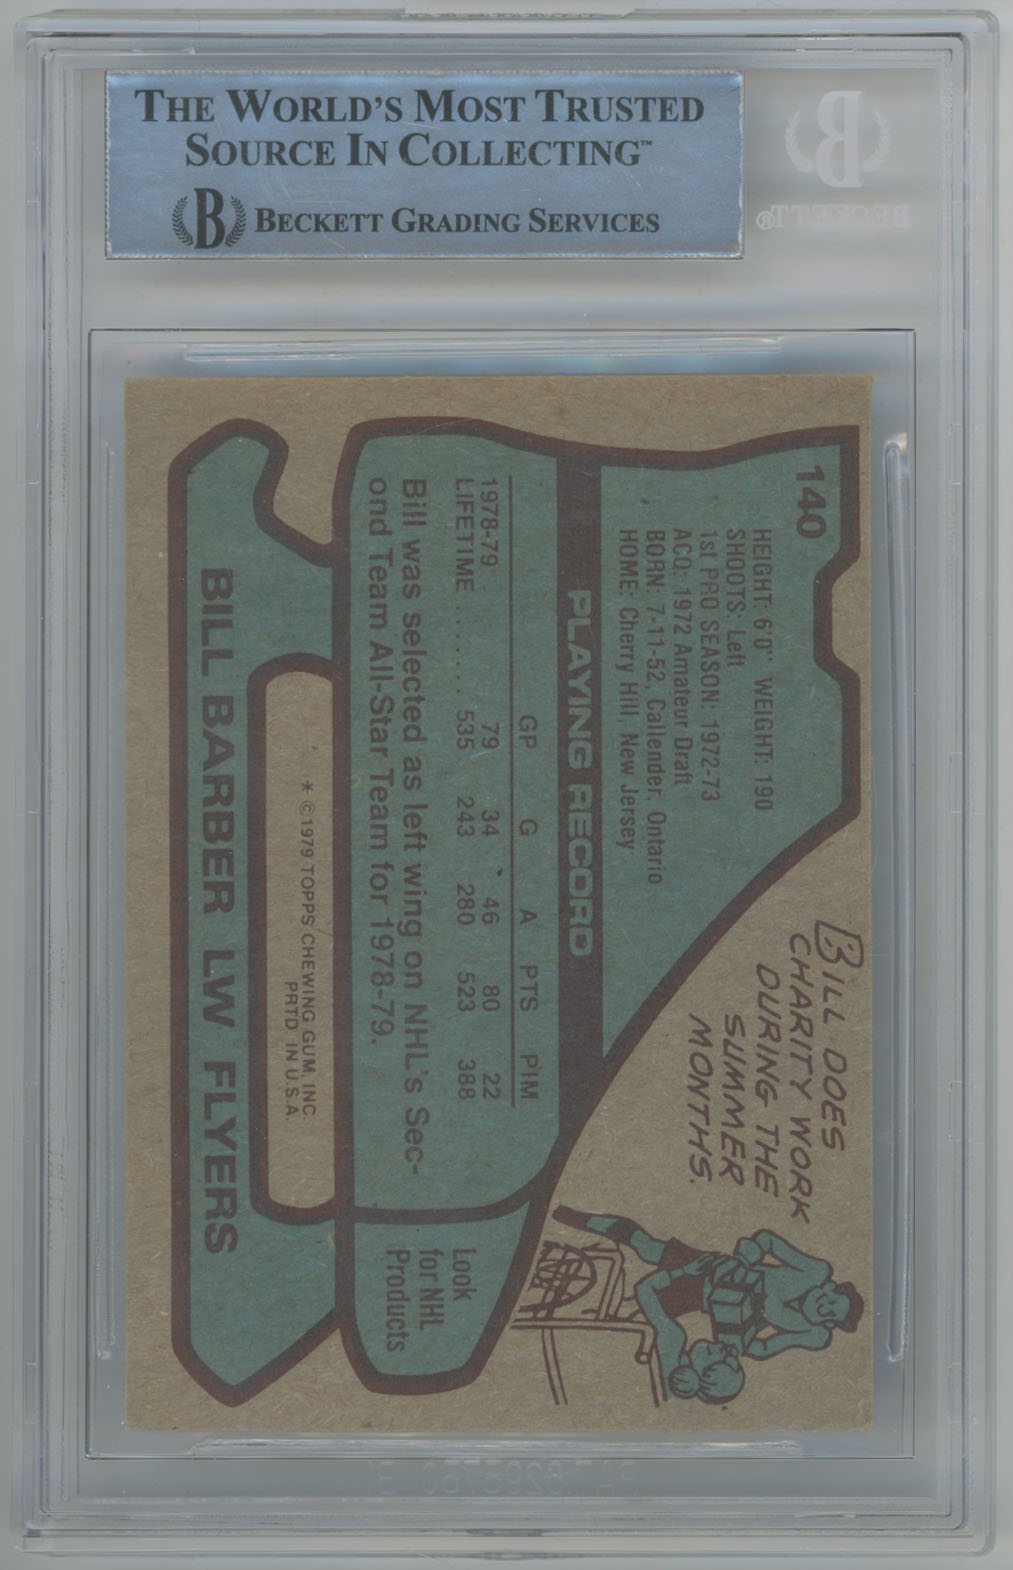 THE WORLD'S MOST TRUSTED
SOURCE IN COLLECTING™
B BECKETT GRADING SERVICES
B
BECKETT®
140
HEIGHT: 6'0" WEIGHT: 190
SHOOTS: Left
1st PRO SEASON: 1972-73
ACQ: 1972 Amateur Draft
BORN: 7-11-52, Callender, Ontario
HOME: Cherry Hill, New Jersey
BILL DOES
CHARITY WORK
DURING THE
SUMMER
MONTHS.
PLAYING RECORD
GP G A PTS PIM
1978-79 79 34 46 80 22
LIFETIME ....... 535 243 280 523 388
Bill was selected as left wing on NHL's Sec-
ond Team All-Star Team for 1978-79.
Look
for NHL
Products
* ©1979 TOPPS CHEWING GUM, INC.
PRTD. IN U.S.A.
BILL BARBER LW FLYERS